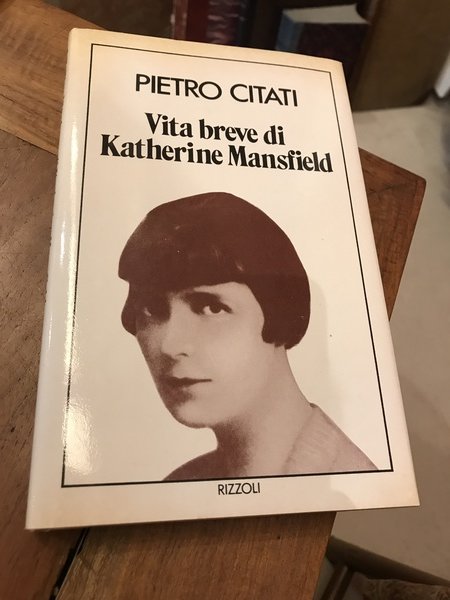 PIETRO CITATI
Vita breve di
Katherine Mansfield
RIZZOLI